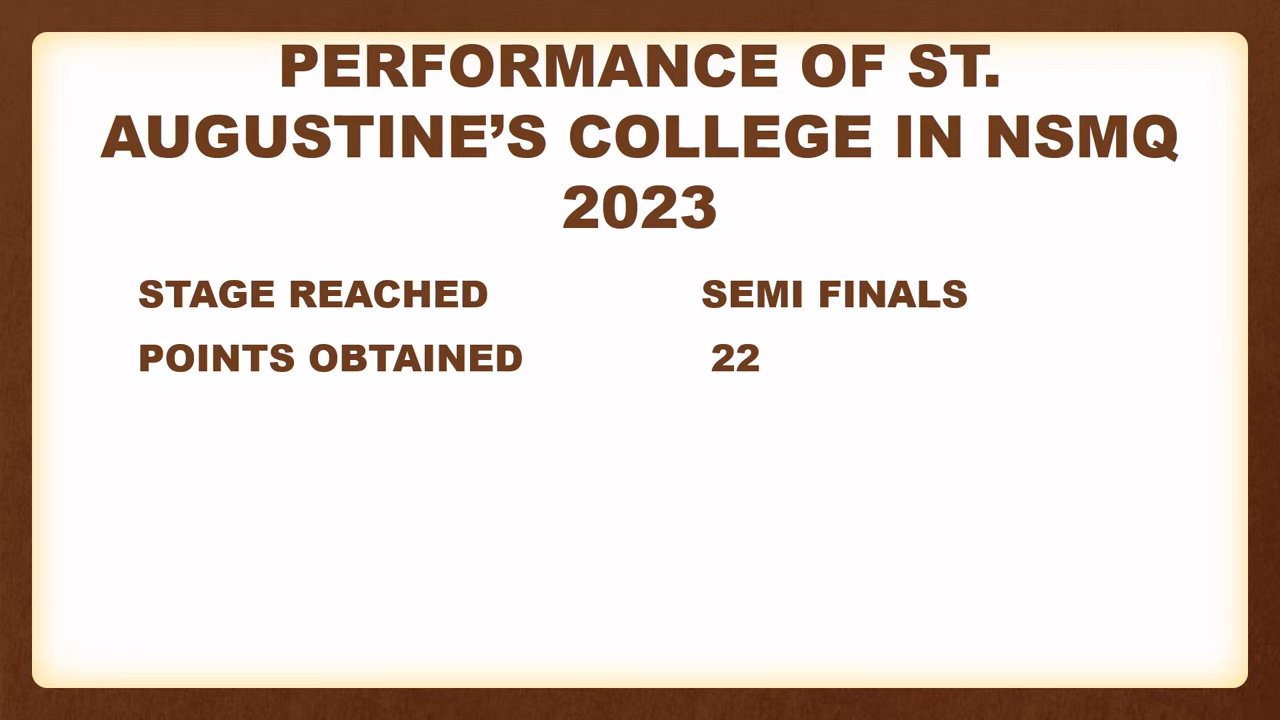 PERFORMANCE OF ST.
AUGUSTINE’S COLLEGE IN NSMQ
2023
STAGE REACHED SEMI FINALS
POINTS OBTAINED 22